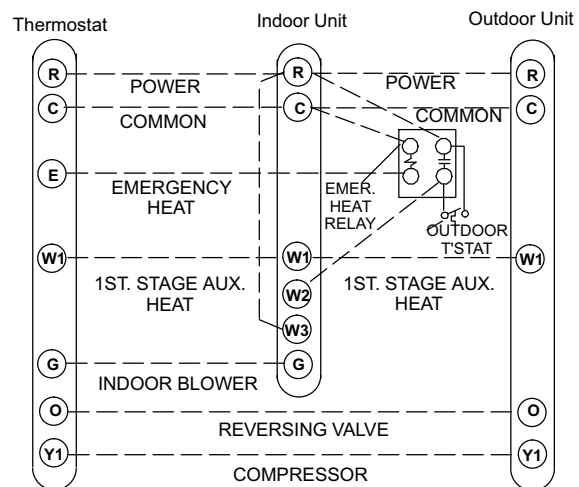 Thermostat
Indoor Unit
Outdoor Unit
R
R
R
POWER
POWER
C
C
C
COMMON
COMMON
E
EMERGENCY
HEAT
EMER.
HEAT
RELAY
OUTDOOR
T'STAT
W1
W1
W1
1ST. STAGE AUX.
HEAT
1ST. STAGE AUX.
HEAT
W2
W3
G
G
INDOOR BLOWER
O
O
REVERSING VALVE
Y1
Y1
COMPRESSOR